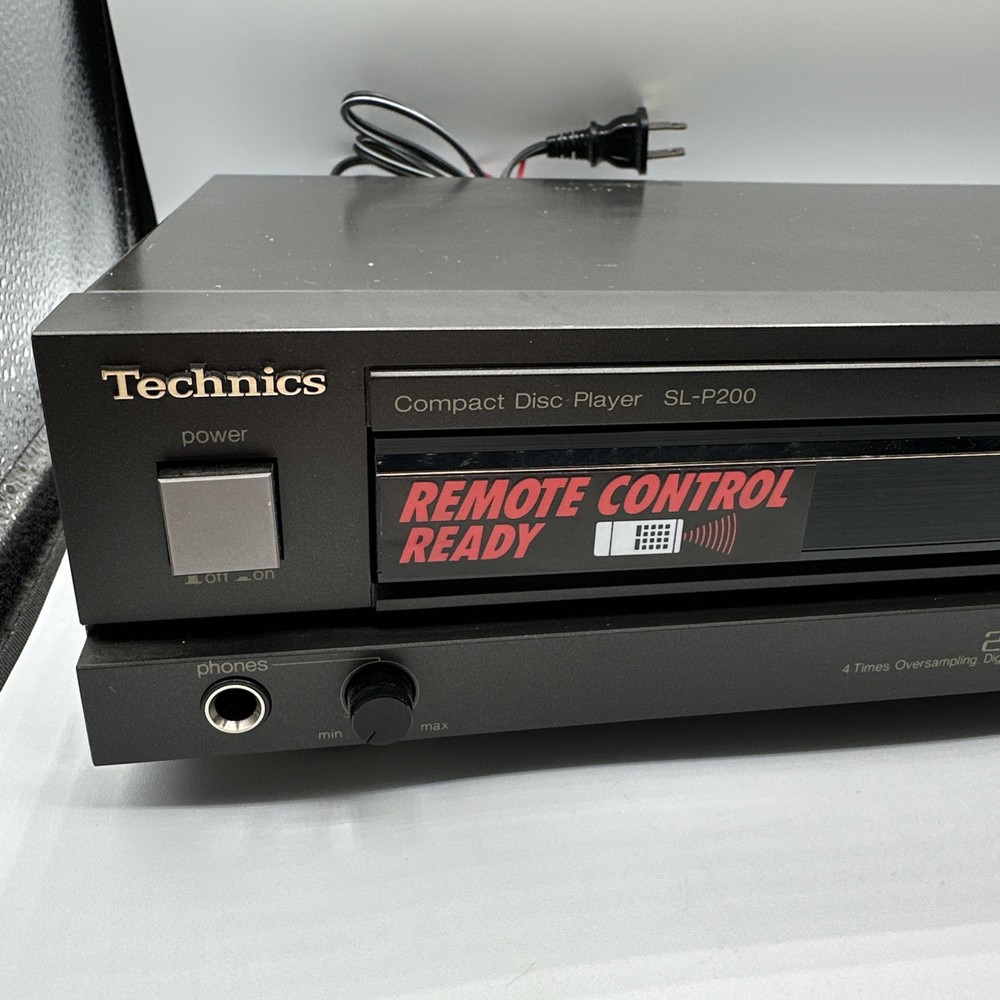 Technics
Compact Disc Player SL-P200
power
REMOTE CONTROL
READY
off on
phones
min max
4 Times Oversampling